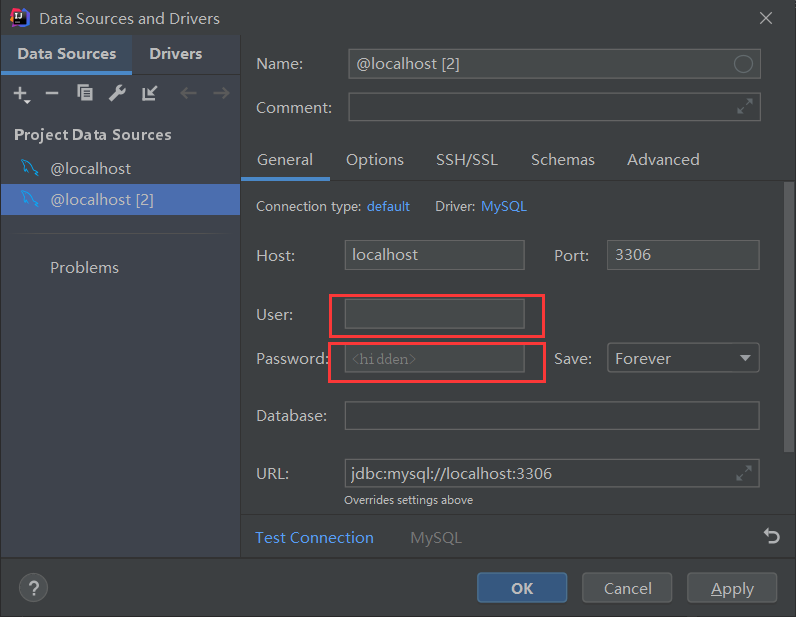 Data Sources and Drivers
Data Sources
Drivers
Project Data Sources
@localhost
@localhost [2]
Problems
Name: @localhost [2]
Comment:
General Options SSH/SSL Schemas Advanced
Connection type: default Driver: MySQL
Host: localhost Port: 3306
User:
Password: <hidden> Save: Forever
Database:
URL: jdbc:mysql://localhost:3306
Overrides settings above
Test Connection MySQL
? OK Cancel Apply